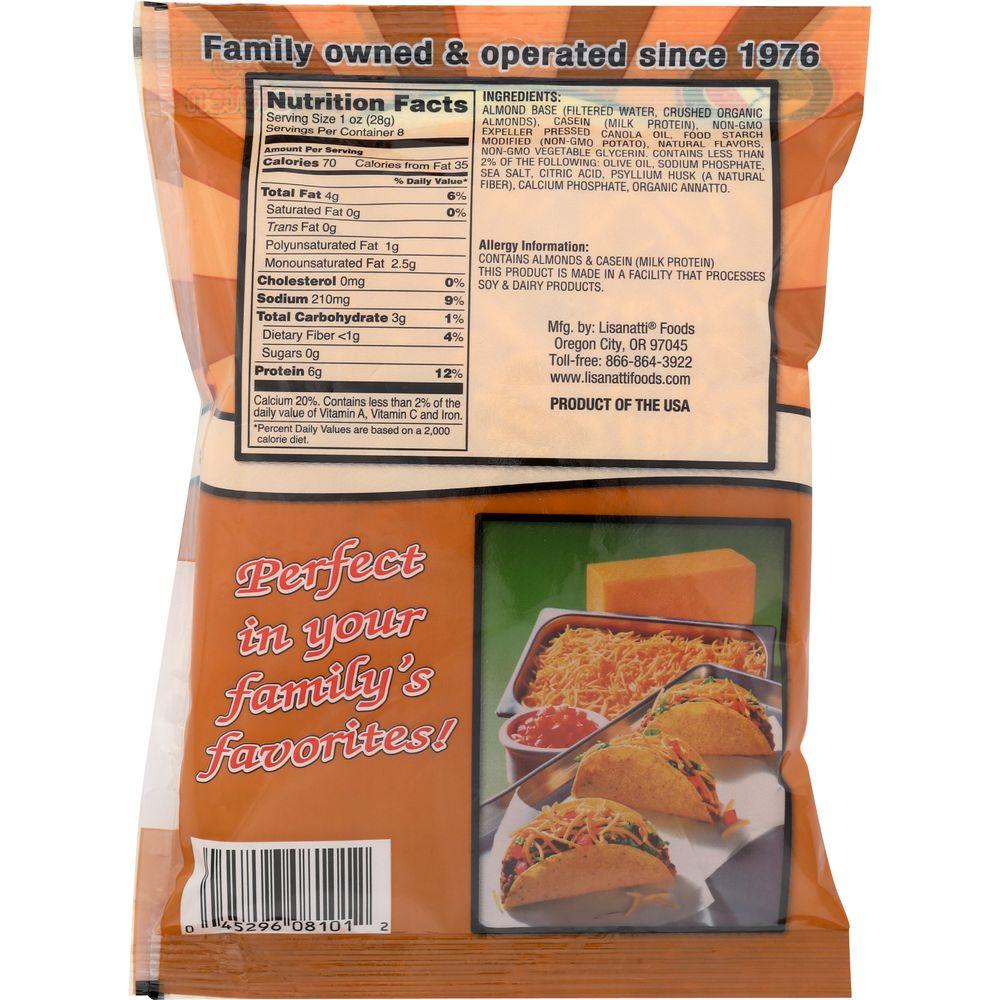 Family owned & operated since 1976
Nutrition Facts
Serving Size 1 oz (28g)
Servings Per Container 8
Amount Per Serving
Calories 70 Calories from Fat 35
% Daily Value*
Total Fat 4g 6%
Saturated Fat 0g 0%
Trans Fat 0g
Polyunsaturated Fat 1g
Monounsaturated Fat 2.5g
Cholesterol 0mg 0%
Sodium 210mg 9%
Total Carbohydrate 3g 1%
Dietary Fiber <1g 4%
Sugars 0g
Protein 6g 12%
Calcium 20%. Contains less than 2% of the
daily value of Vitamin A, Vitamin C and Iron.
*Percent Daily Values are based on a 2,000
calorie diet.
INGREDIENTS:
ALMOND BASE (FILTERED WATER, CRUSHED ORGANIC
ALMONDS), CASEIN (MILK PROTEIN), NON-GMO
EXPELLER PRESSED CANOLA OIL, FOOD STARCH
MODIFIED (NON-GMO POTATO), NATURAL FLAVORS,
NON-GMO VEGETABLE GLYCERIN. CONTAINS LESS THAN
2% OF THE FOLLOWING: OLIVE OIL, SODIUM PHOSPHATE,
SEA SALT, CITRIC ACID, PSYLLIUM HUSK (A NATURAL
FIBER), CALCIUM PHOSPHATE, ORGANIC ANNATTO.
Allergy Information:
CONTAINS ALMONDS & CASEIN (MILK PROTEIN)
THIS PRODUCT IS MADE IN A FACILITY THAT PROCESSES
SOY & DAIRY PRODUCTS.
Mfg. by: Lisanatti® Foods
Oregon City, OR 97045
Toll-free: 866-864-3922
www.lisanattifoods.com
PRODUCT OF THE USA
Perfect
in your
family's
favorites!
0 45296 08101 2